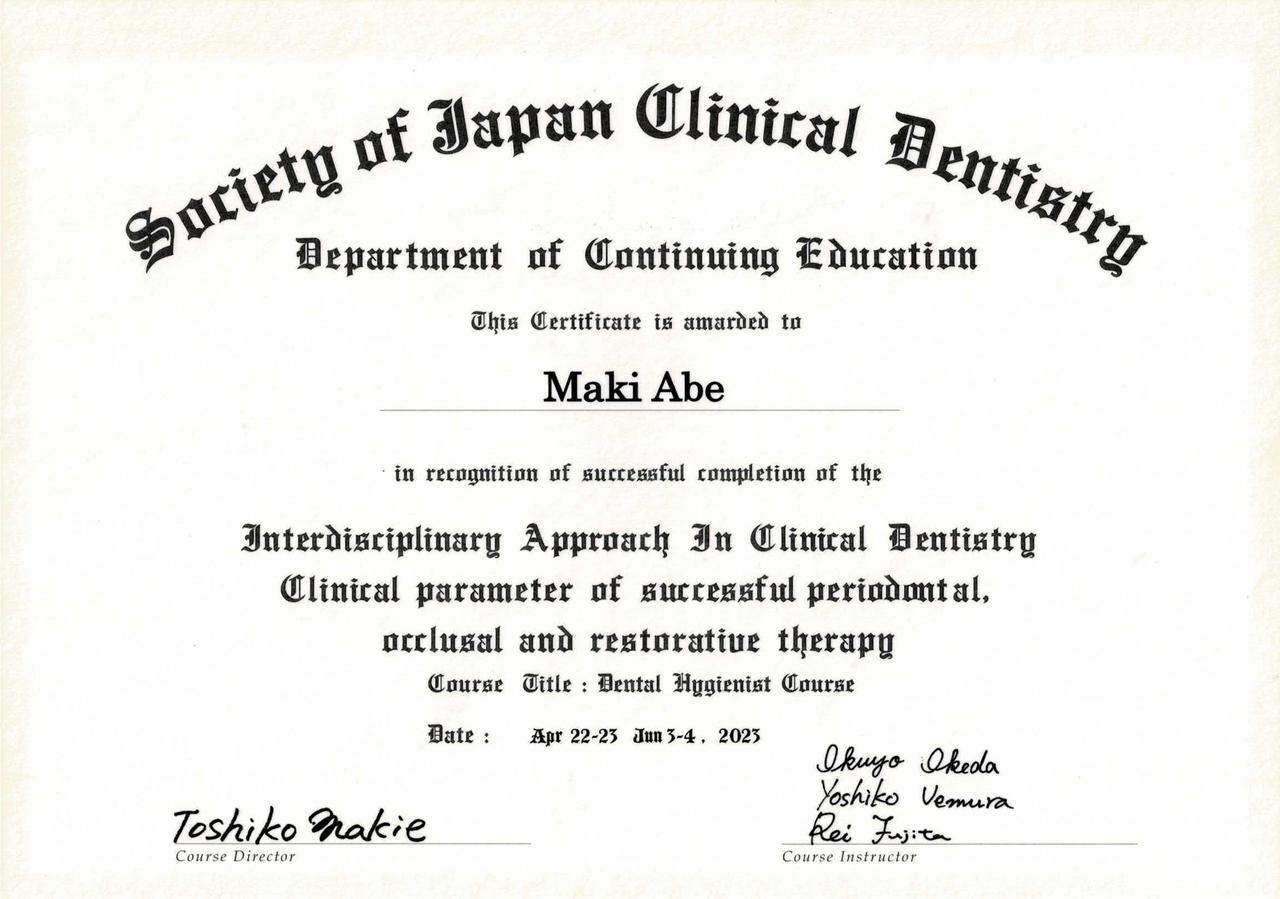 Society of Japan Clinical Dentistry
Department of Continuing Education
This Certificate is amarded to
Maki Abe
in recognition of successful completion of the
Interdisciplinary Approach In Clinical Dentistry
Clinical parameter of successful periodontal,
occlusal and restorative therapy
Course Title : Dental Hygienist Course
Date : Apr 22-23 Jun 3-4 , 2023
Ikuyo Ikeda
Yoshiko Uemura
Rei Fujita
Toshiko Makie
Course Director
Course Instructor